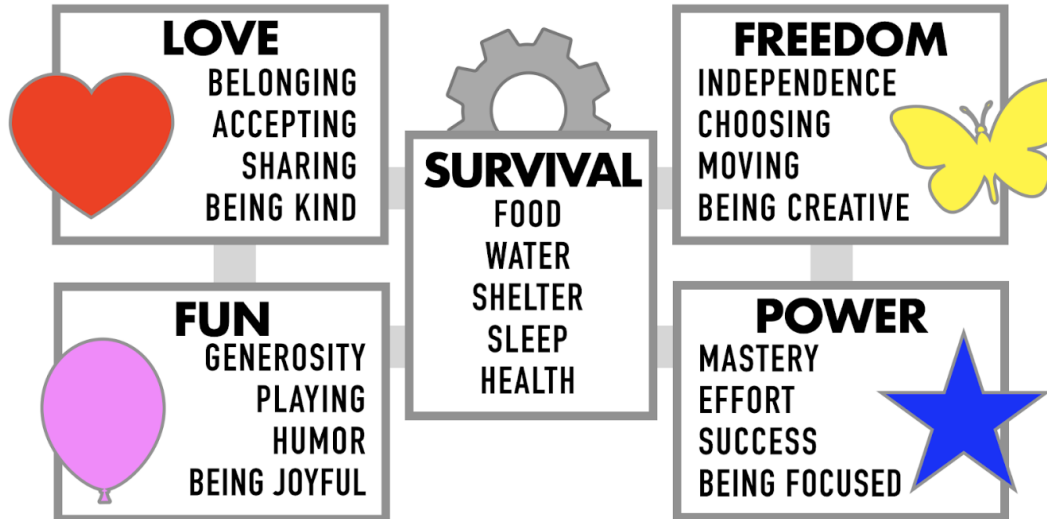 LOVE
BELONGING
ACCEPTING
SHARING
BEING KIND
FREEDOM
INDEPENDENCE
CHOOSING
MOVING
BEING CREATIVE
SURVIVAL
FOOD
WATER
SHELTER
SLEEP
HEALTH
FUN
GENEROSITY
PLAYING
HUMOR
BEING JOYFUL
POWER
MASTERY
EFFORT
SUCCESS
BEING FOCUSED